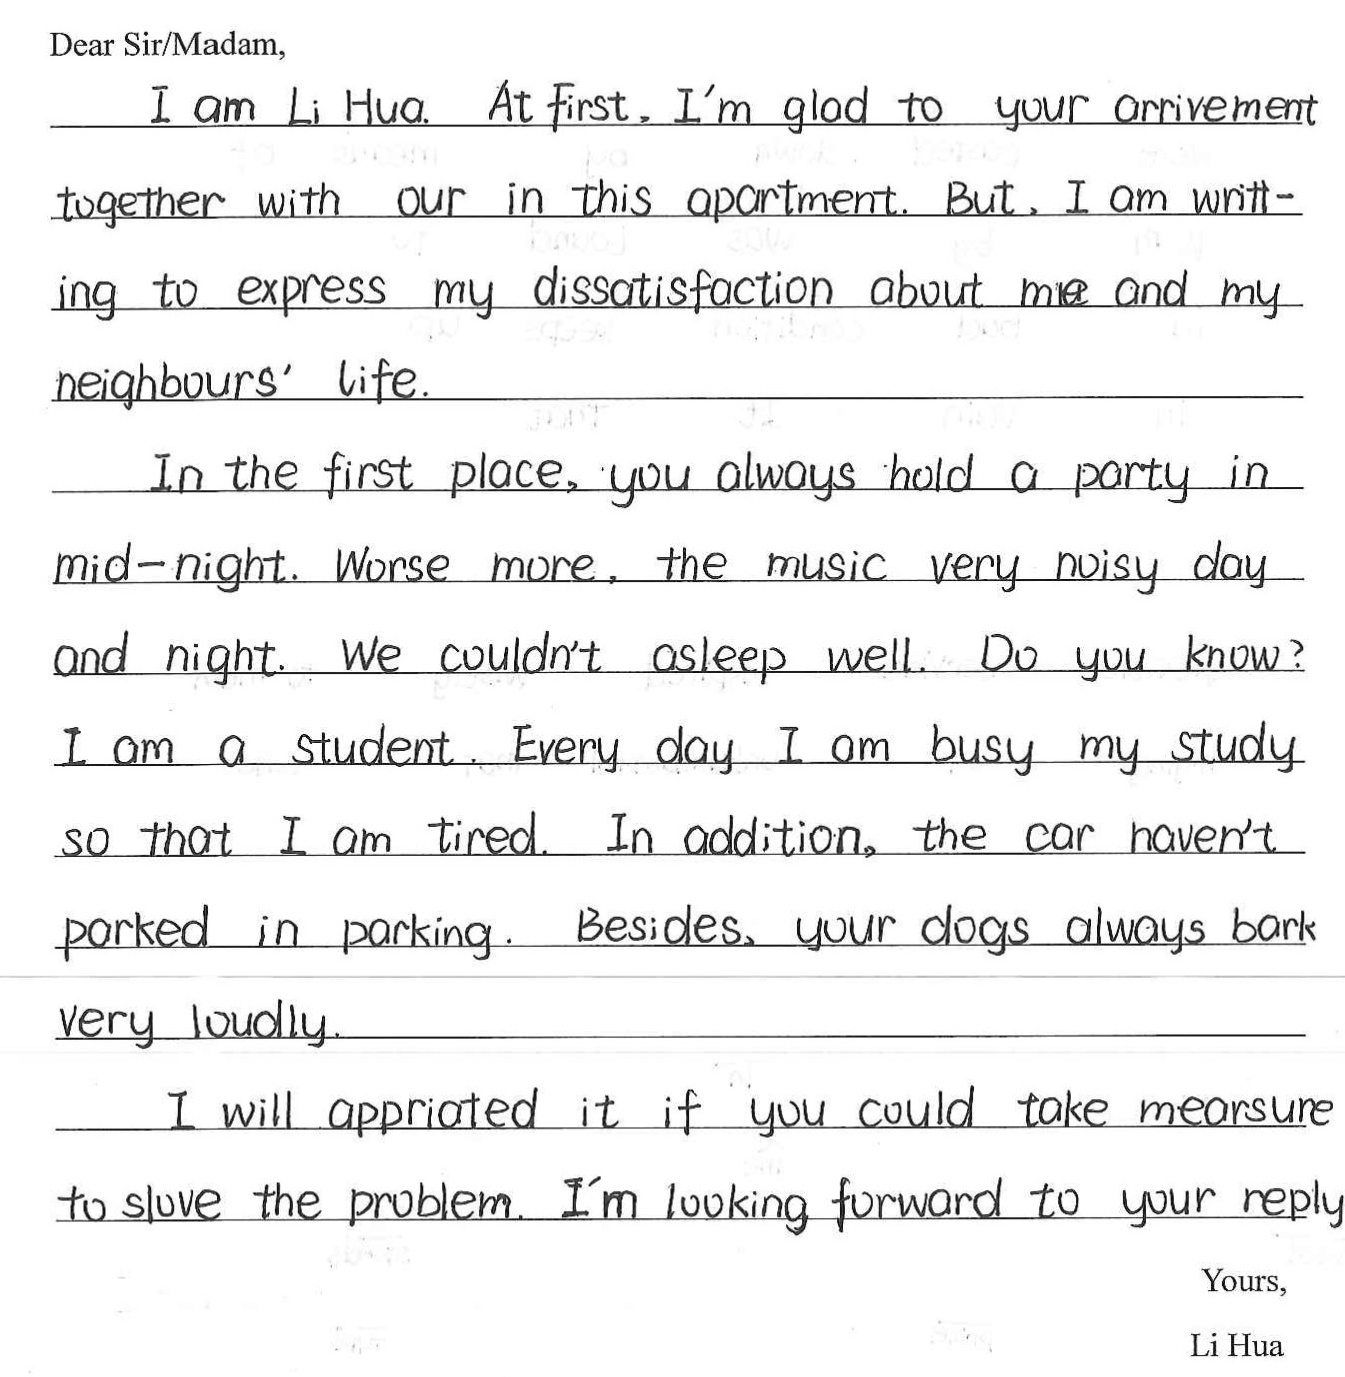 Dear Sir/Madam,
I am Li Hua. At first, I'm glad to your arrivement
together with our in this apartment. But, I am writt-
ing to express my dissatisfaction about me and my
neighbours' life.
In the first place, you always hold a party in
mid-night. Worse more, the music very noisy day
and night. We couldn't asleep well. Do you know?
I am a student. Every day I am busy my study
so that I am tired. In addition, the car haven't
parked in parking. Besides, your dogs always bark
very loudly.
I will appriated it if you could take mearsure
to slove the problem. I'm looking forward to your reply
Yours,
Li Hua